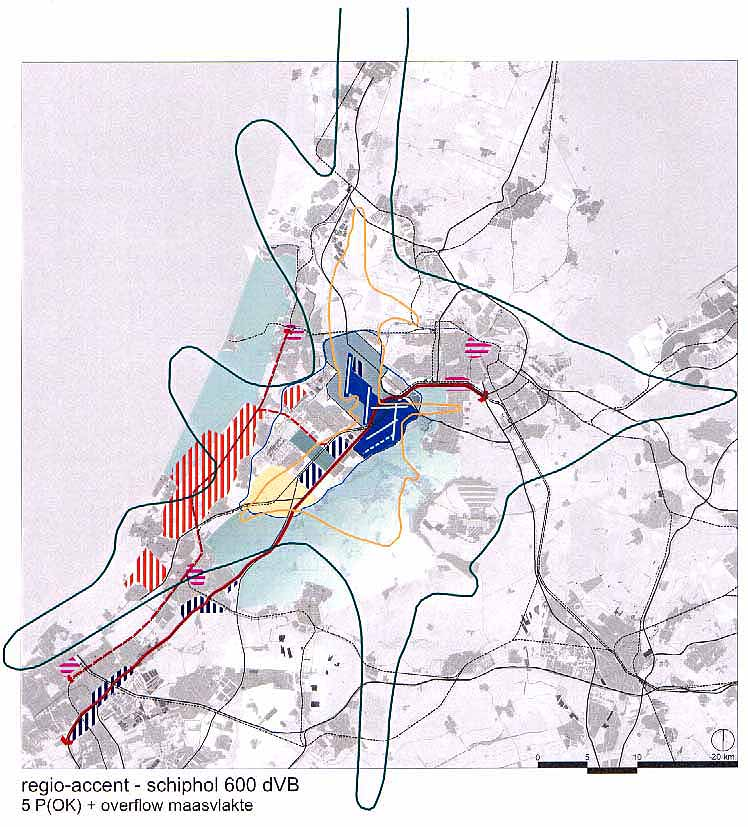 0 5 10 20 km
regio-accent - schiphol 600 dVB
5 P(OK) + overflow maasvlakte